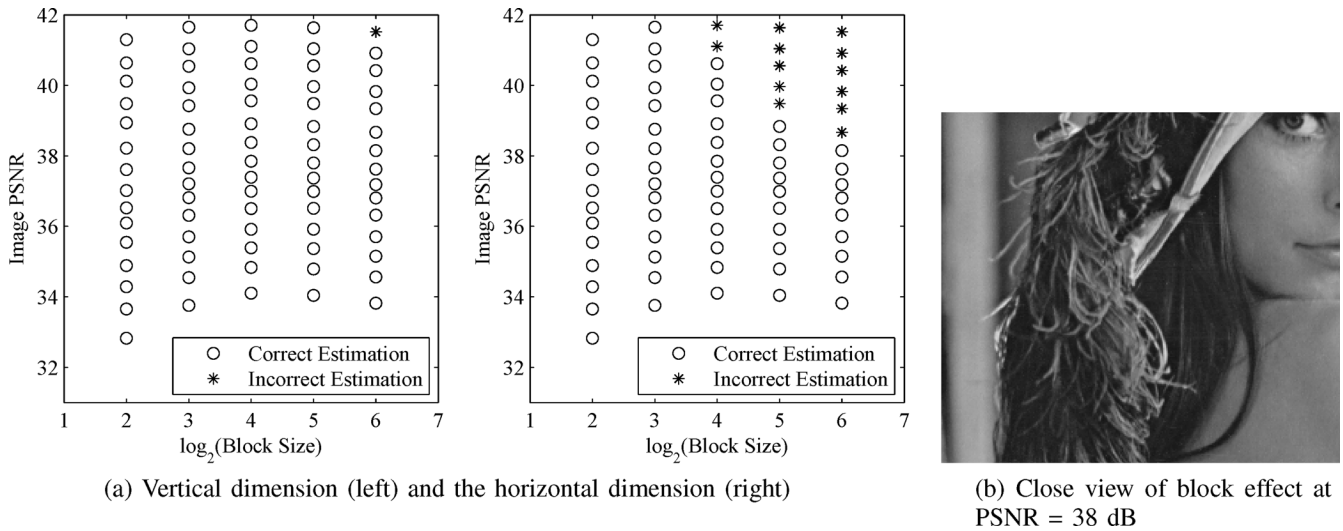 42
40
38
36
34
32
Image PSNR
1 2 3 4 5 6 7
log2(Block Size)
Correct Estimation
Incorrect Estimation
42
40
38
36
34
32
Image PSNR
1 2 3 4 5 6 7
log2(Block Size)
Correct Estimation
Incorrect Estimation
(a) Vertical dimension (left) and the horizontal dimension (right)
(b) Close view of block effect at
PSNR = 38 dB